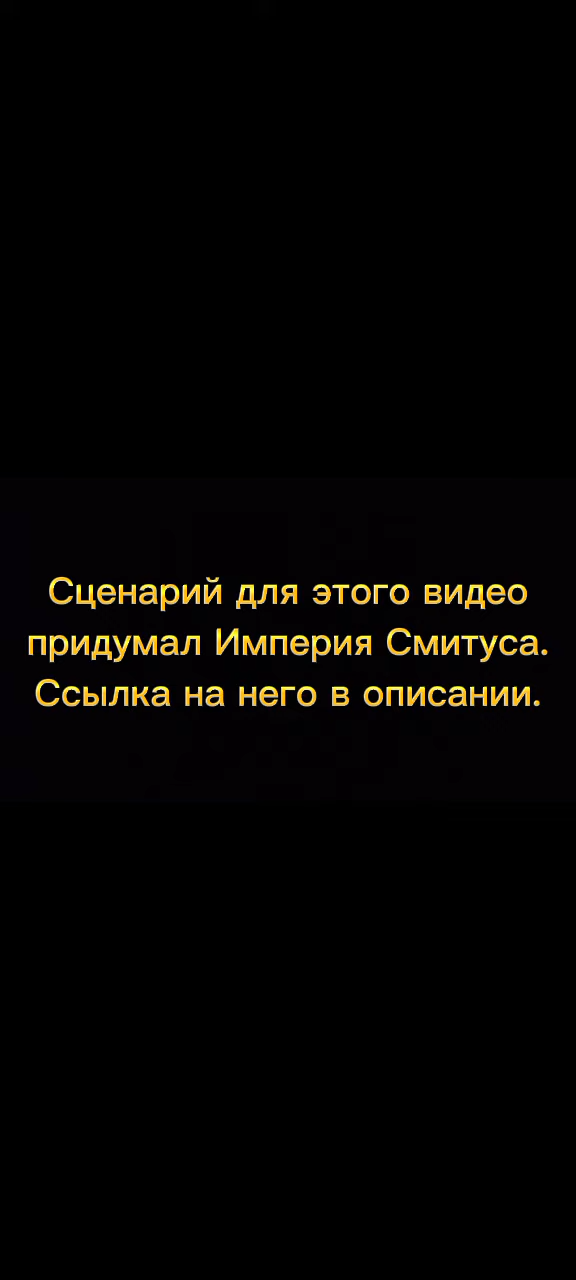 Сценарий для этого видео
придумал Империя Смитуса.
Ссылка на него в описании.